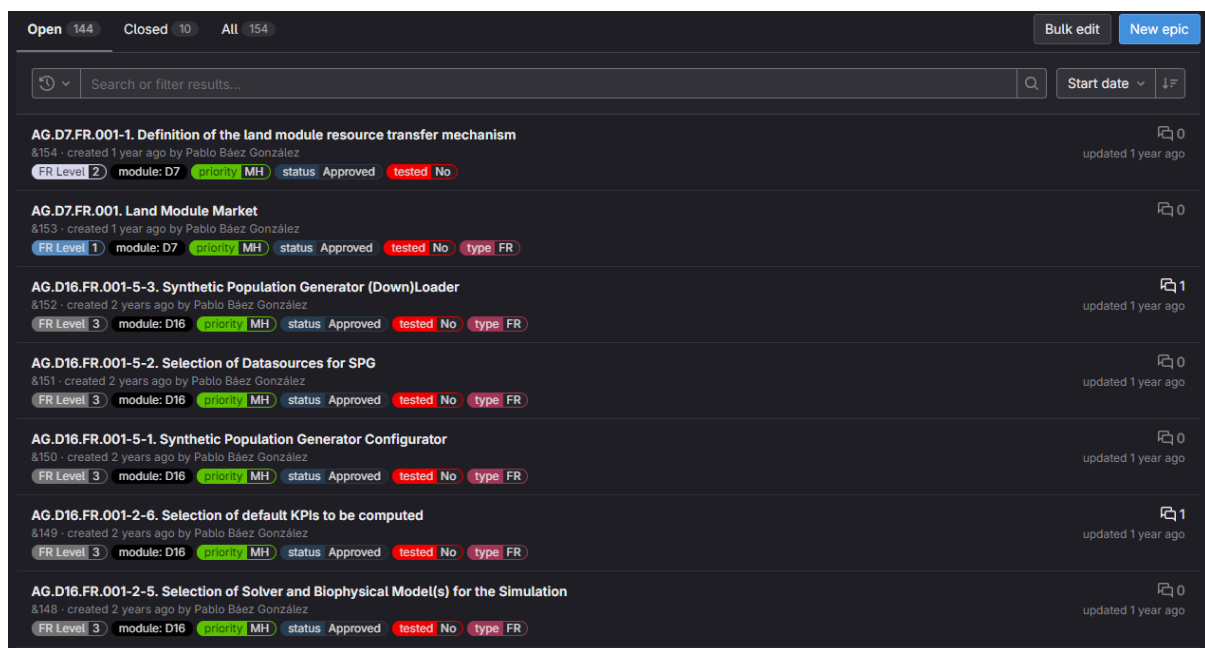 Open 144 Closed 10 All 154 Bulk edit New epic
Search or filter results... Start date
AG.D7.FR.001-1. Definition of the land module resource transfer mechanism 0
&154 · created 1 year ago by Pablo Báez González updated 1 year ago
FR Level 2 module: D7 priority MH status Approved tested No
AG.D7.FR.001. Land Module Market 0
&153 · created 1 year ago by Pablo Báez González
FR Level 1 module: D7 priority MH status Approved tested No type FR
AG.D16.FR.001-5-3. Synthetic Population Generator (Down)Loader 1
&152 · created 2 years ago by Pablo Báez González updated 1 year ago
FR Level 3 module: D16 priority MH status Approved tested No type FR
AG.D16.FR.001-5-2. Selection of Datasources for SPG 0
&151 · created 2 years ago by Pablo Báez González updated 1 year ago
FR Level 3 module: D16 priority MH status Approved tested No type FR
AG.D16.FR.001-5-1. Synthetic Population Generator Configurator 0
&150 · created 2 years ago by Pablo Báez González updated 1 year ago
FR Level 3 module: D16 priority MH status Approved tested No type FR
AG.D16.FR.001-2-6. Selection of default KPIs to be computed 1
&149 · created 2 years ago by Pablo Báez González updated 1 year ago
FR Level 3 module: D16 priority MH status Approved tested No type FR
AG.D16.FR.001-2-5. Selection of Solver and Biophysical Model(s) for the Simulation 0
&148 · created 2 years ago by Pablo Báez González updated 1 year ago
FR Level 3 module: D16 priority MH status Approved tested No type FR